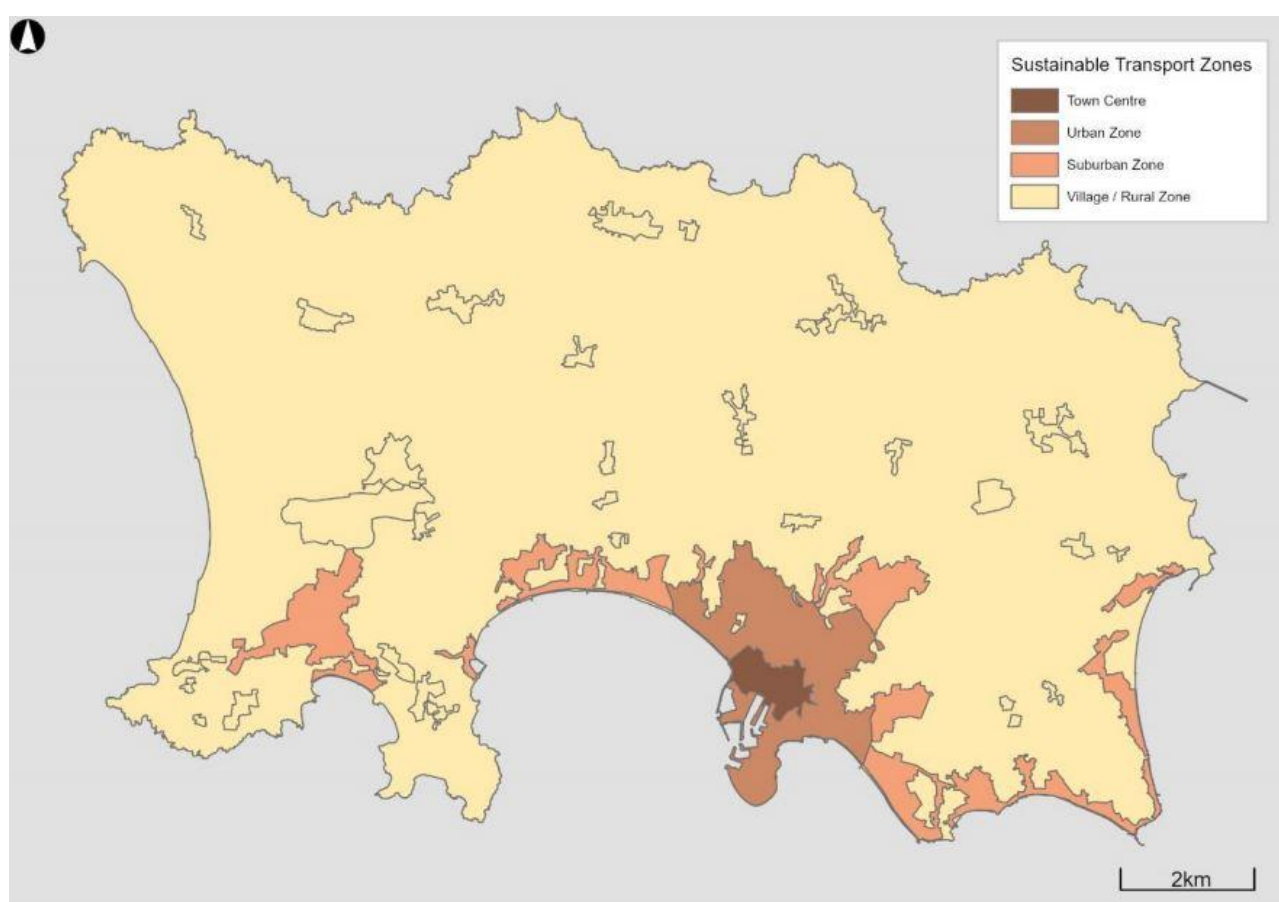 Sustainable Transport Zones
Town Centre
Urban Zone
Suburban Zone
Village / Rural Zone
2km